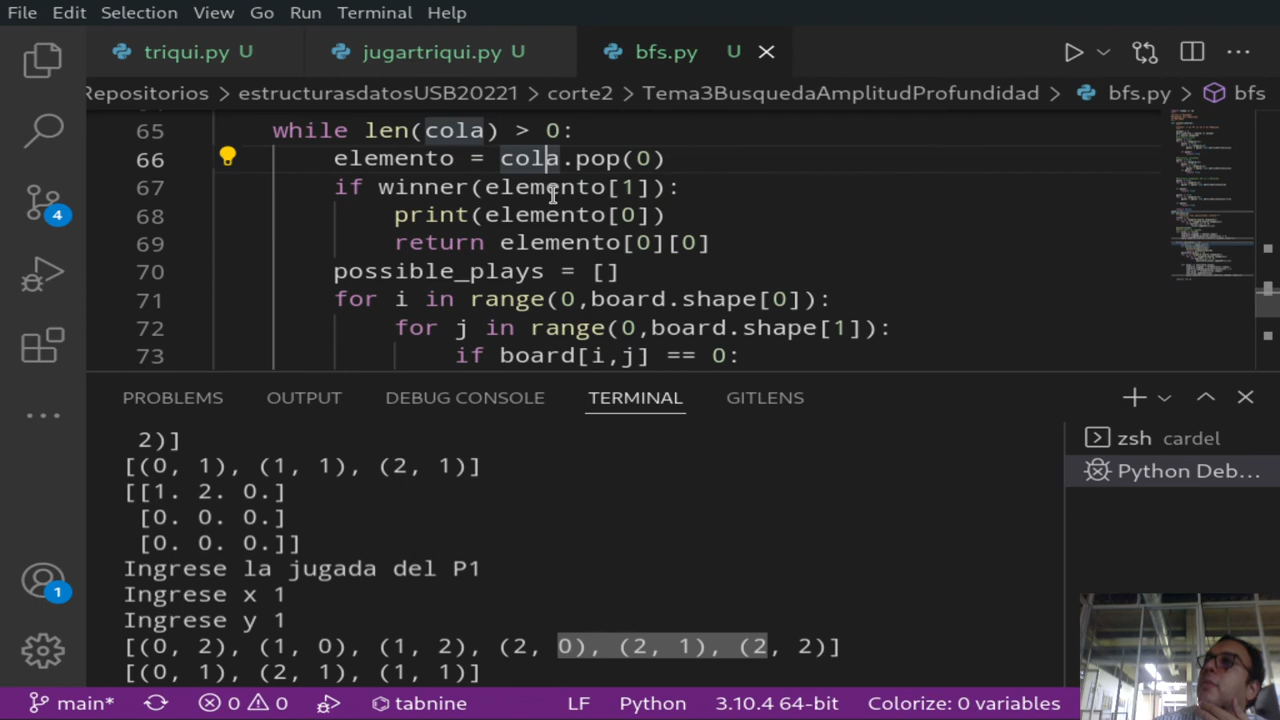 File Edit Selection View Go Run Terminal Help
triqui.py U jugartriqui.py U bfs.py U
Repositorios > estructurasdatosUSB20221 > corte2 > Tema3BusquedaAmplitudProfundidad > bfs.py > bfs
65 while len(cola) > 0:
66 elemento = cola.pop(0)
67 if winner(elemento[1]):
68 print(elemento[0])
69 return elemento[0][0]
70 possible_plays = []
71 for i in range(0,board.shape[0]):
72 for j in range(0,board.shape[1]):
73 if board[i,j] == 0:
4
1
PROBLEMS OUTPUT DEBUG CONSOLE TERMINAL GITLENS
2)]
[(0, 1), (1, 1), (2, 1)]
[[1. 2. 0.]
[0. 0. 0.]
[0. 0. 0.]]
Ingrese la jugada del P1
Ingrese x 1
Ingrese y 1
[(0, 2), (1, 0), (1, 2), (2, 0), (2, 1), (2, 2)]
[(0, 1), (2, 1), (1, 1)]
zsh cardel
Python Deb...
main* 0 0 tabnine LF Python 3.10.4 64-bit Colorize: 0 variables